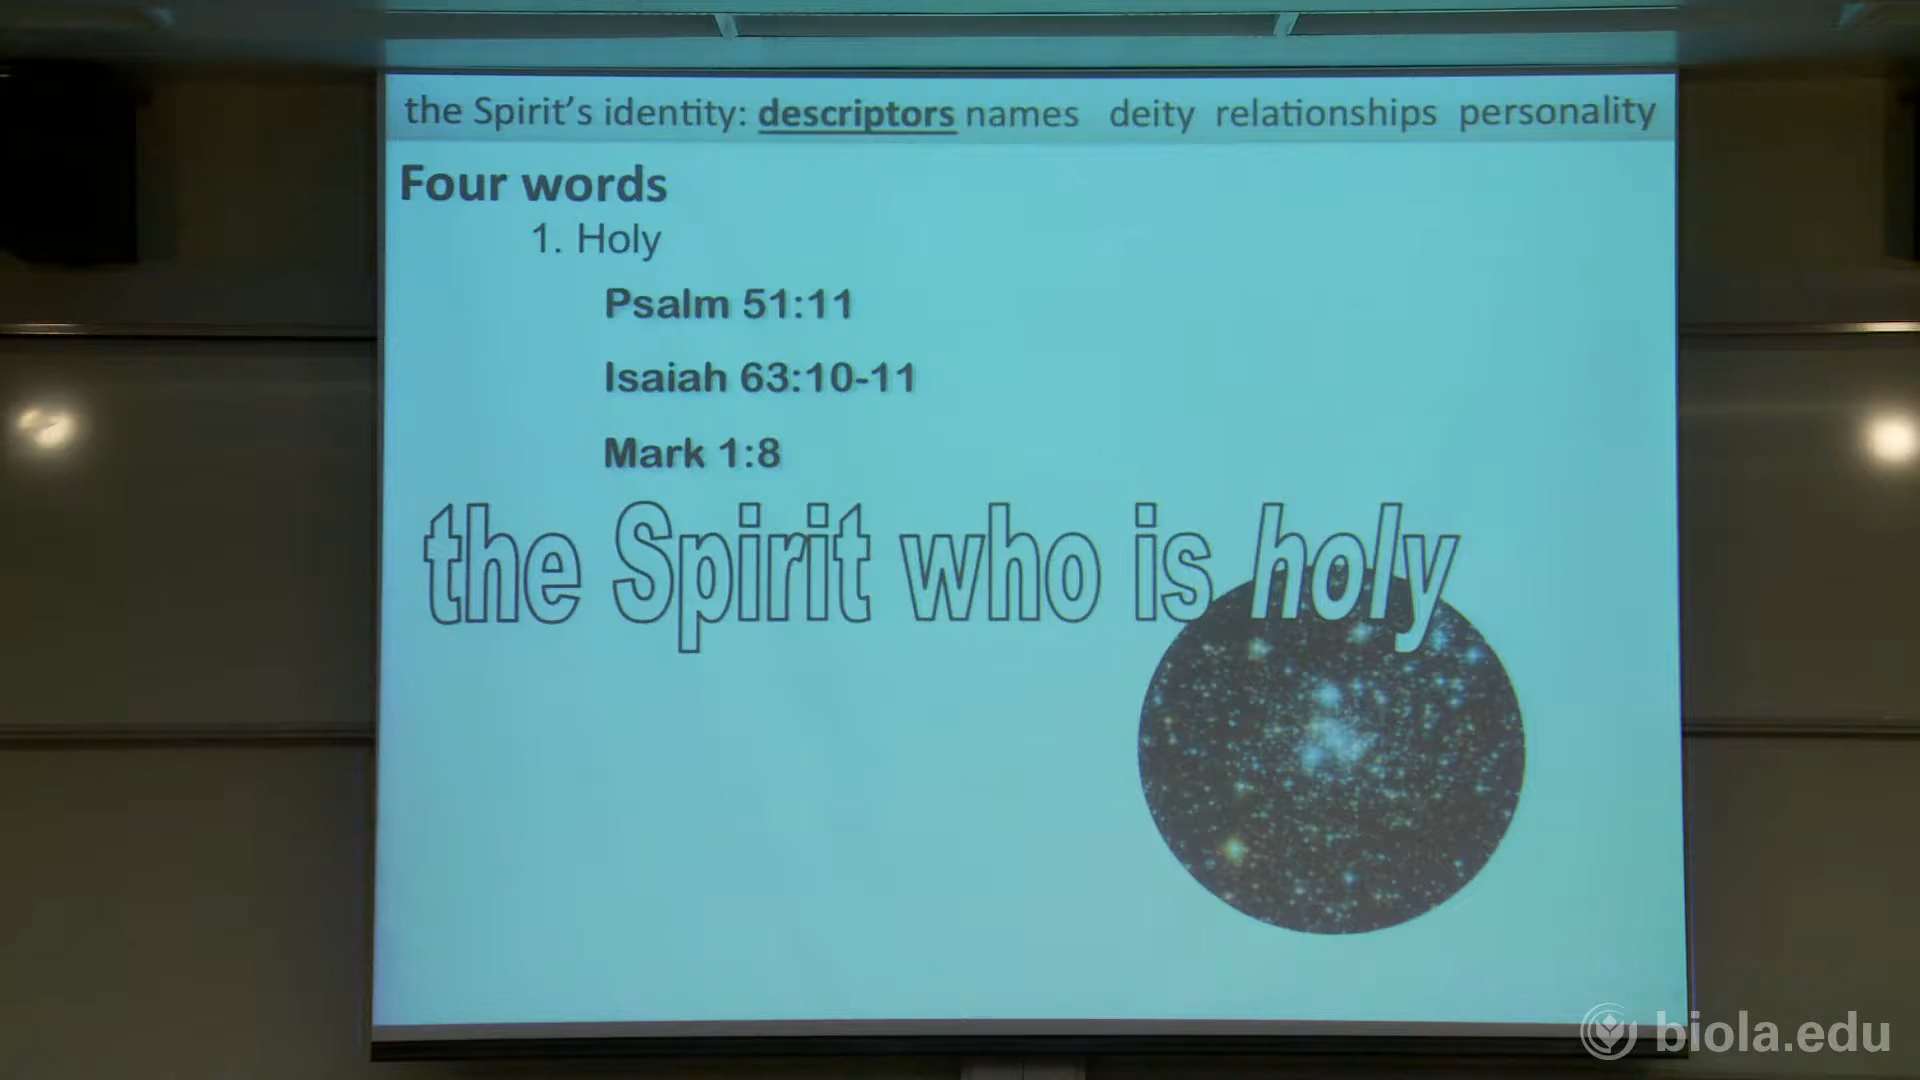 the Spirit's identity: descriptors names deity relationships personality
Four words
1. Holy
Psalm 51:11
Isaiah 63:10-11
Mark 1:8
the Spirit who is holy
biola.edu